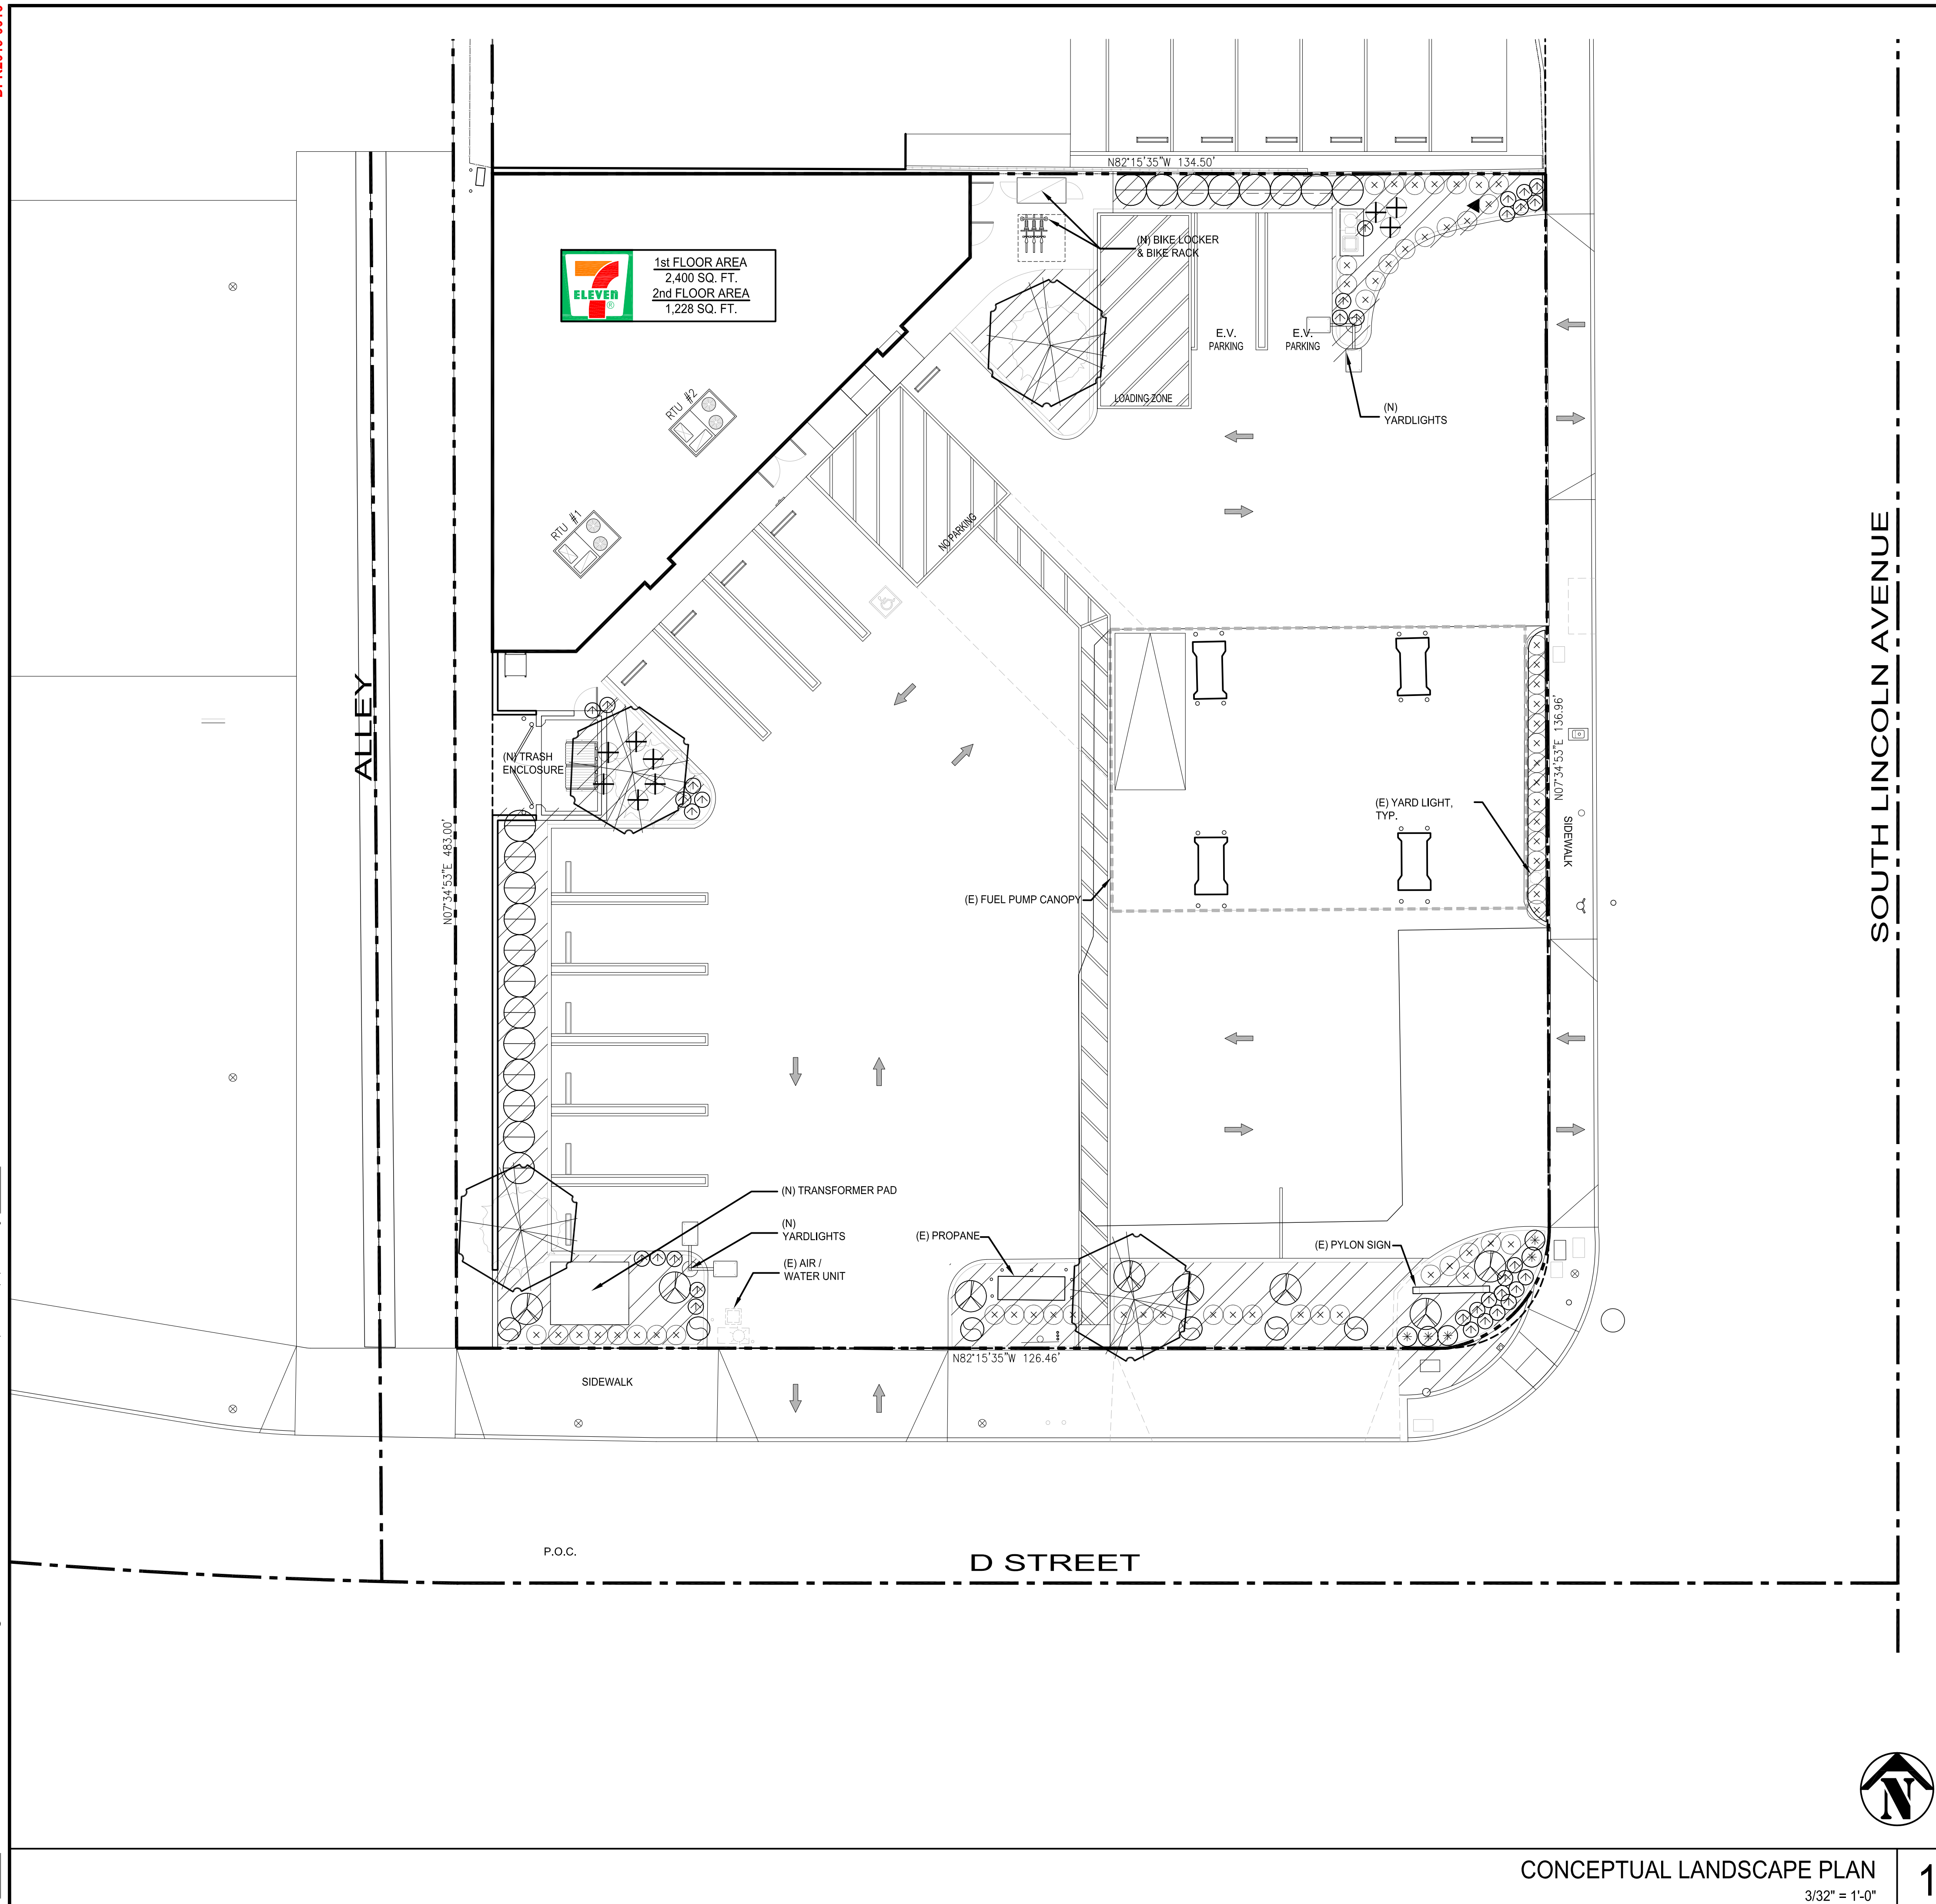 N82°15'35"W 134.50'
1st FLOOR AREA
2,400 SQ. FT.
2nd FLOOR AREA
1,228 SQ. FT.
7
ELEVEn
®
(N) BIKE LOCKER
& BIKE RACK
E.V.
PARKING
E.V.
PARKING
LOADING ZONE
(N)
YARDLIGHTS
RTU #2
RTU #1
NO PARKING
ALLEY
SOUTH LINCOLN AVENUE
(N) TRASH
ENCLOSURE
N07°34'53"E 483.00'
N07°34'53"E 136.96'
(E) YARD LIGHT,
TYP.
SIDEWALK
(E) FUEL PUMP CANOPY
(N) TRANSFORMER PAD
(N)
YARDLIGHTS
(E) AIR /
WATER UNIT
(E) PROPANE
(E) PYLON SIGN
N82°15'35"W 126.46'
SIDEWALK
P.O.C.
D STREET
N
CONCEPTUAL LANDSCAPE PLAN
3/32" = 1'-0"
1